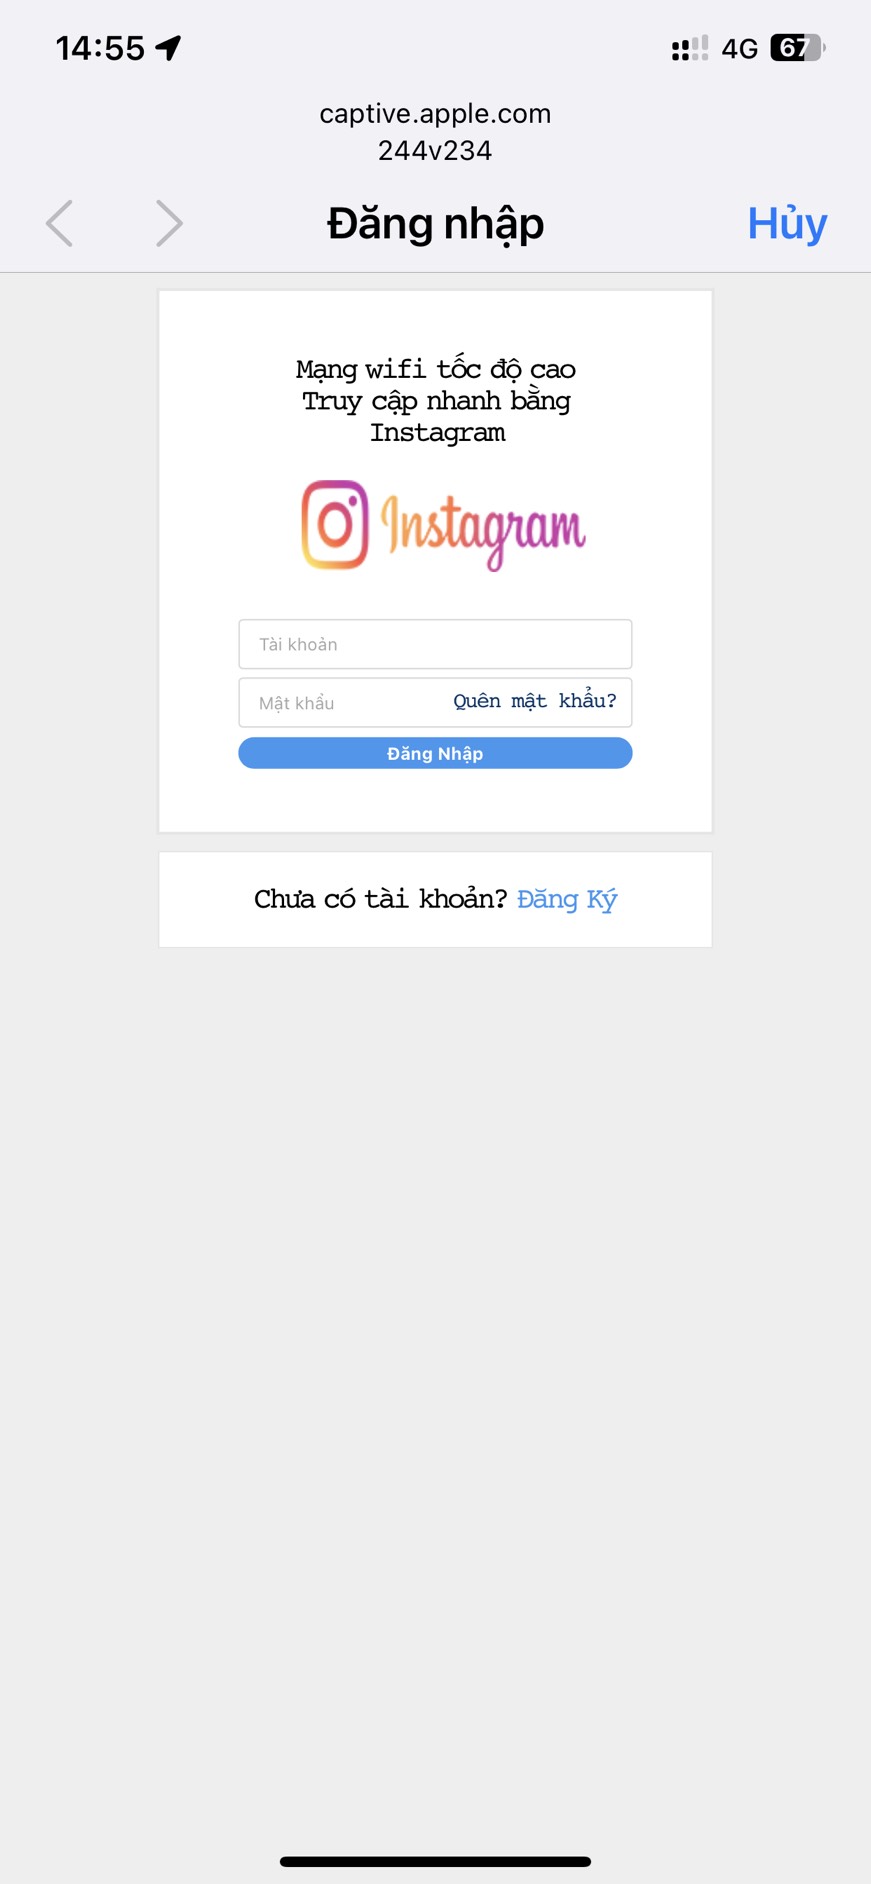 14:55
4G 67
captive.apple.com
244v234
Đăng nhập
Hủy
Mạng wifi tốc độ cao
Truy cập nhanh bằng
Instagram
Instagram
Tài khoản
Mật khẩu
Quên mật khẩu?
Đăng Nhập
Chưa có tài khoản? Đăng Ký